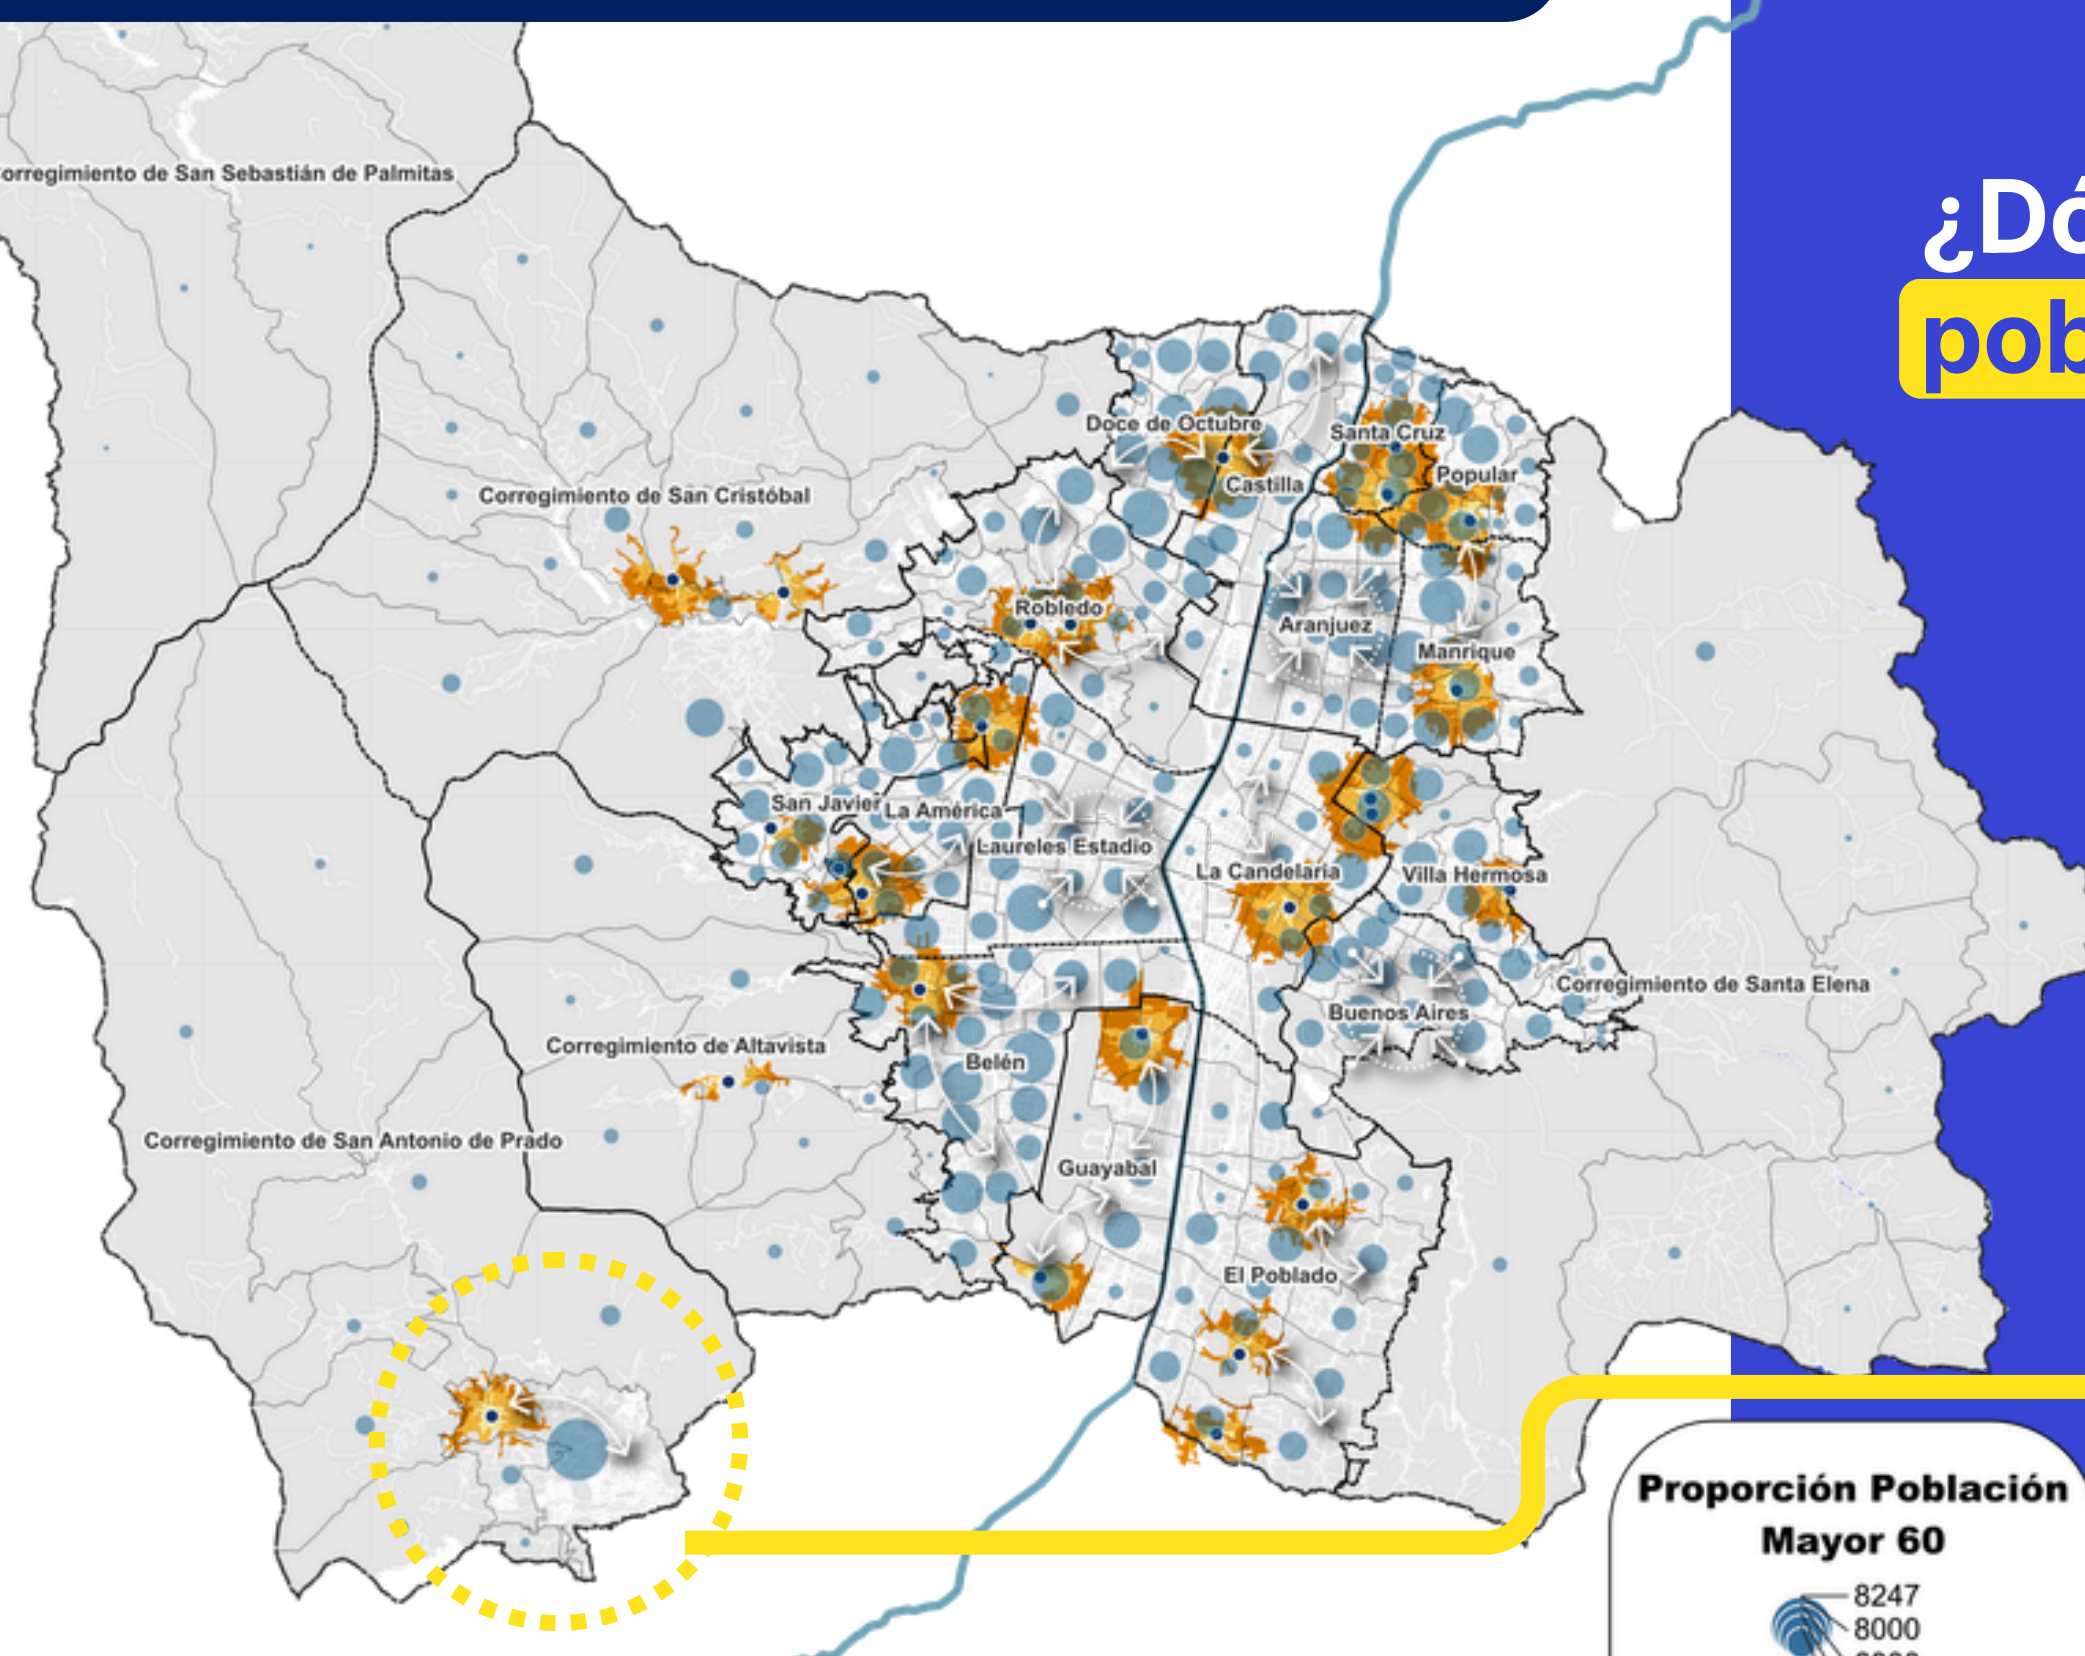 ¿Dó
pob
orregimiento de San Sebastián de Palmitas
Corregimiento de San Cristóbal
Doce de Octubre
Santa Cruz
Popular
Castilla
Robledo
Aranjuez
Manrique
San Javier
La América
Laureles Estadio
La Candelaria
Villa Hermosa
Corregimiento de Santa Elena
Buenos Aires
Corregimiento de Altavista
Belén
Corregimiento de San Antonio de Prado
Guayabal
El Poblado
Proporción Población
Mayor 60
8247
8000